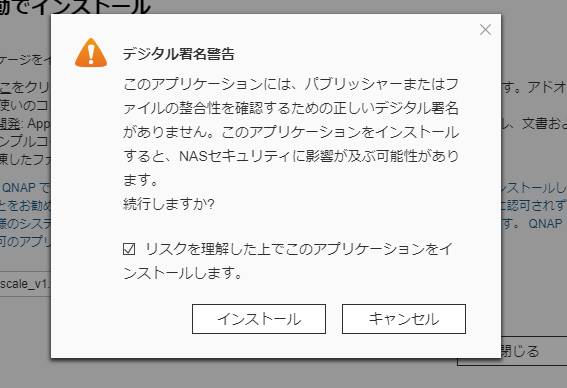 動でインストール
デジタル署名警告
ケージをイ
このアプリケーションには、パブリッシャーまたはフ
こをクリ
す。アドオ
ァイルの整合性を確認するための正しいデジタル署名
使いのコ
がありません。このアプリケーションをインストール
開発: App
ル、文書およ
ンプルコー
すると、NASセキュリティに影響が及ぶ可能性があり
凍したファ
ます。
QNAP で
ンストールし
続行しますか?
とをお勧め
に認可されず
様のシステ
す。 QNAP
可のアプリ
リスクを理解した上でこのアプリケーションをイ
ンストールします。
scale_v1.
インストール
キャンセル
閉じる